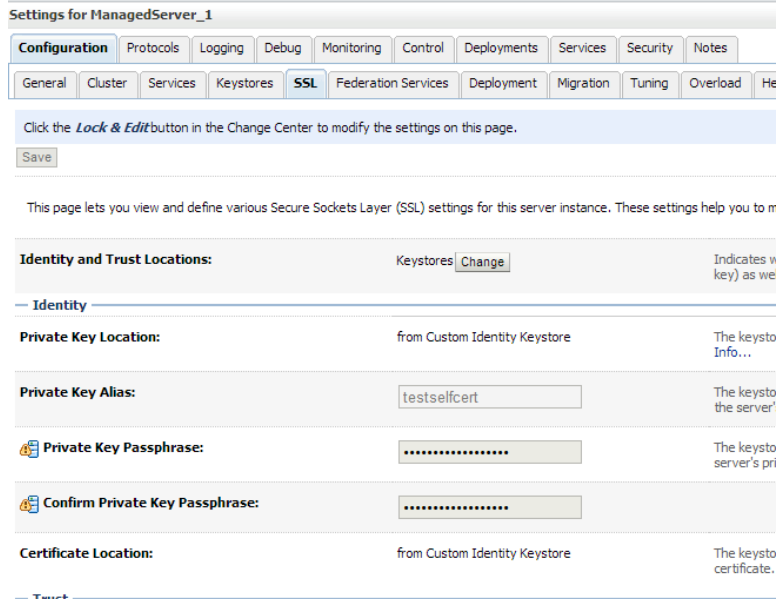 Settings for ManagedServer_1
Configuration Protocols Logging Debug Monitoring Control Deployments Services Security Notes
General Cluster Services Keystores SSL Federation Services Deployment Migration Tuning Overload He
Click the Lock & Edit button in the Change Center to modify the settings on this page.
Save
This page lets you view and define various Secure Sockets Layer (SSL) settings for this server instance. These settings help you to m
Identity and Trust Locations: Keystores Change Indicates w
key) as wel
Identity
Private Key Location: from Custom Identity Keystore The keysto
Info...
Private Key Alias: testselfcert The keysto
the server'
Private Key Passphrase: •••••••••••••••••• The keysto
server's pri
Confirm Private Key Passphrase: ••••••••••••••••••
Certificate Location: from Custom Identity Keystore The keysto
certificate.
Trust